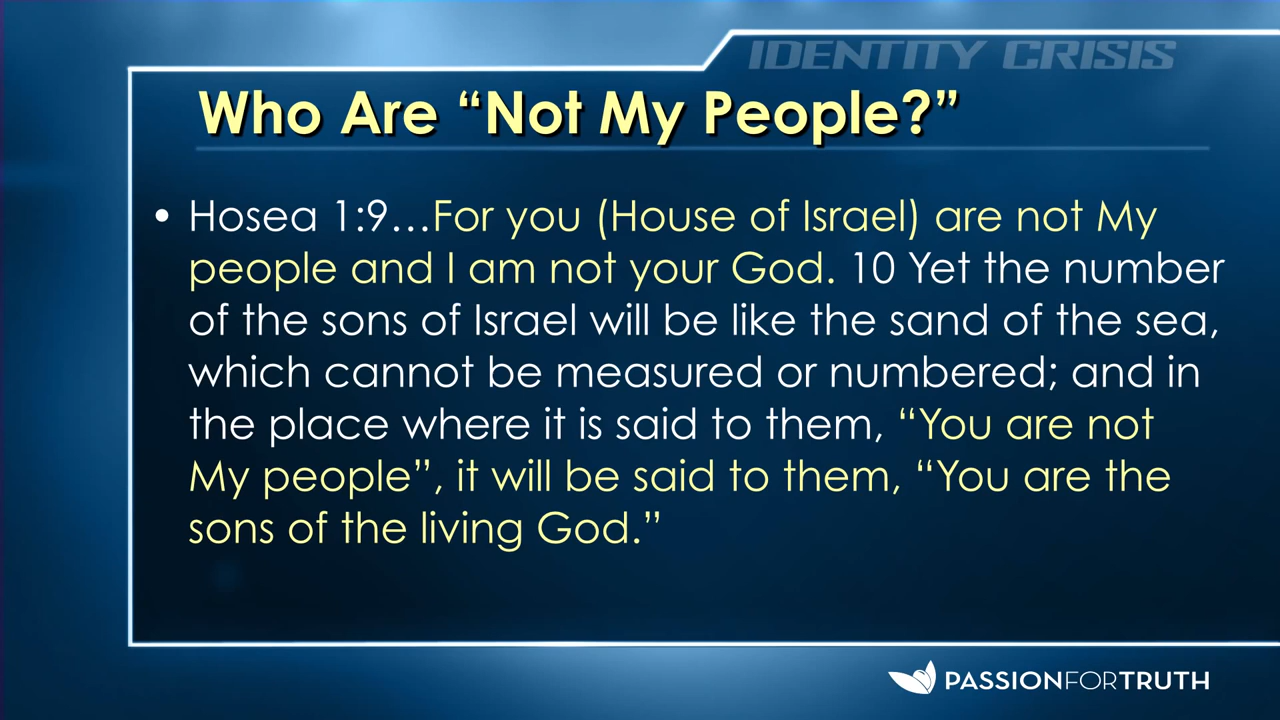 IDENTITY CRISIS
Who Are “Not My People?”
• Hosea 1:9…For you (House of Israel) are not My
people and I am not your God. 10 Yet the number
of the sons of Israel will be like the sand of the sea,
which cannot be measured or numbered; and in
the place where it is said to them, “You are not
My people”, it will be said to them, “You are the
sons of the living God.”
PASSIONFORTRUTH